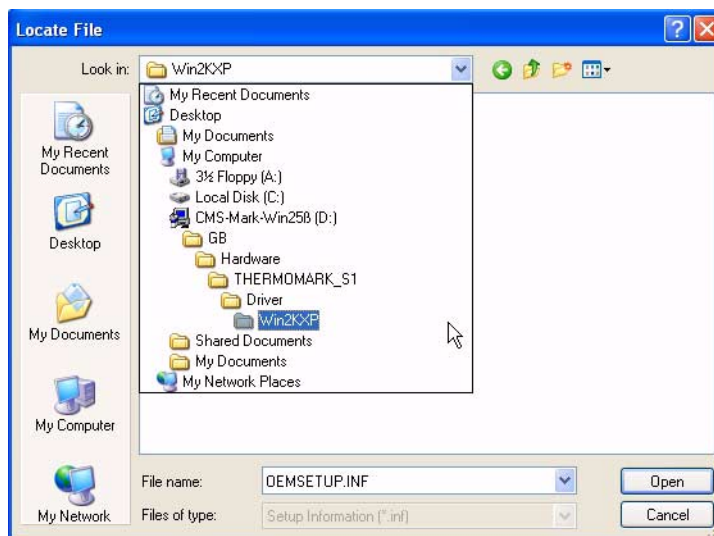 Locate File
Look in:
Win2KXP
My Recent Documents
Desktop
My Documents
My Computer
3½ Floppy (A:)
Local Disk (C:)
CMS-Mark-Win25ß (D:)
GB
Hardware
THERMOMARK_S1
Driver
Win2KXP
Shared Documents
My Documents
My Network Places
My Recent
Documents
Desktop
My Documents
My Computer
My Network
File name:
OEMSETUP.INF
Open
Files of type:
Setup Information (*.inf)
Cancel